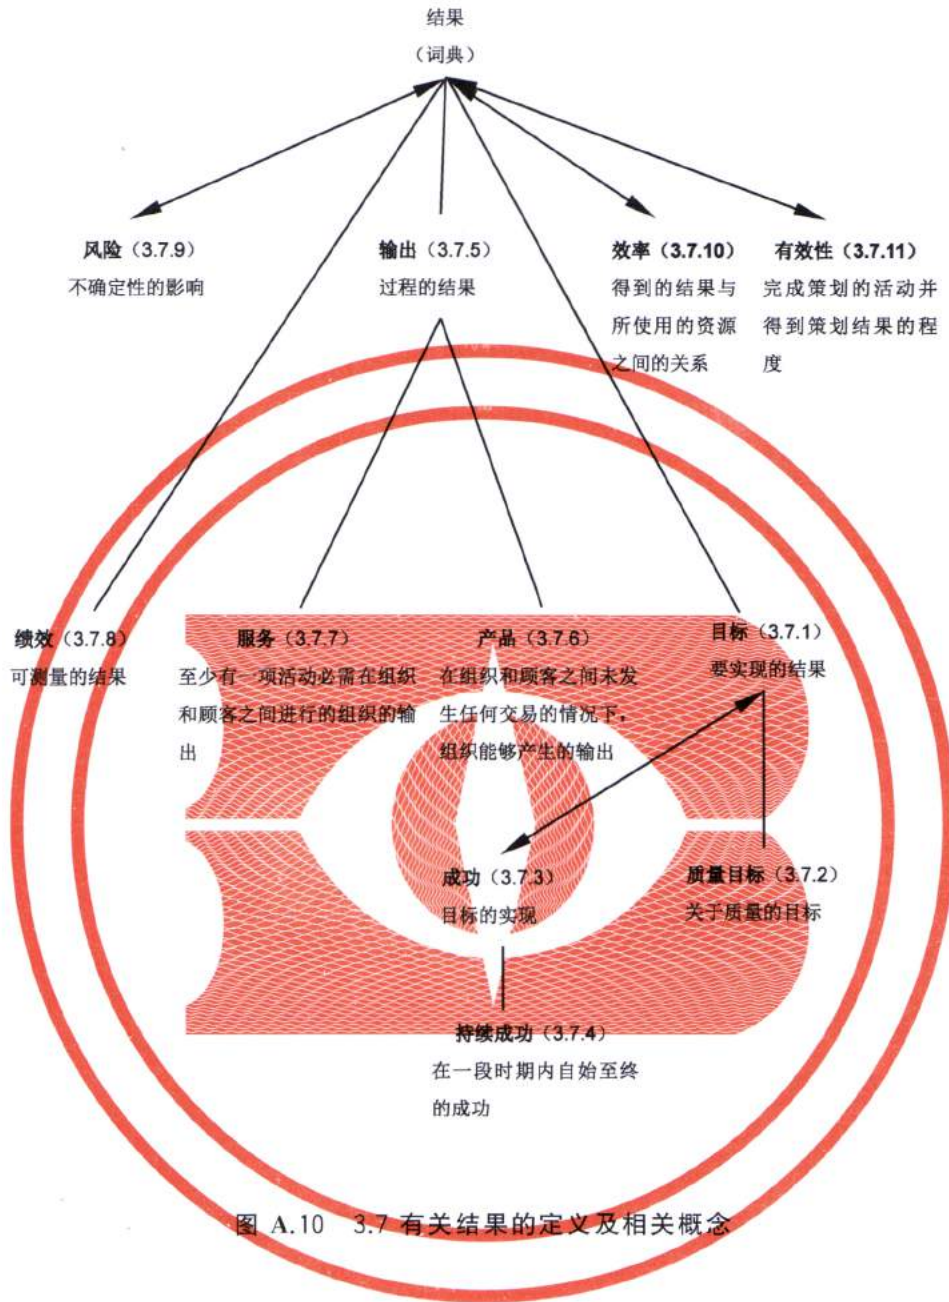 结果
（词典）
风险（3.7.9）
不确定性的影响
输出（3.7.5）
过程的结果
效率（3.7.10）
得到的结果与
所使用的资源
之间的关系
有效性（3.7.11）
完成策划的活动并
得到策划结果的程
度
绩效（3.7.8）
可测量的结果
服务（3.7.7）
至少有一项活动必需在组织
和顾客之间进行的组织的输
出
产品（3.7.6）
在组织和顾客之间未发
生任何交易的情况下，
组织能够产生的输出
目标（3.7.1）
要实现的结果
成功（3.7.3）
目标的实现
质量目标（3.7.2）
关于质量的目标
持续成功（3.7.4）
在一段时期内自始至终
的成功
图 A.10 3.7 有关结果的定义及相关概念